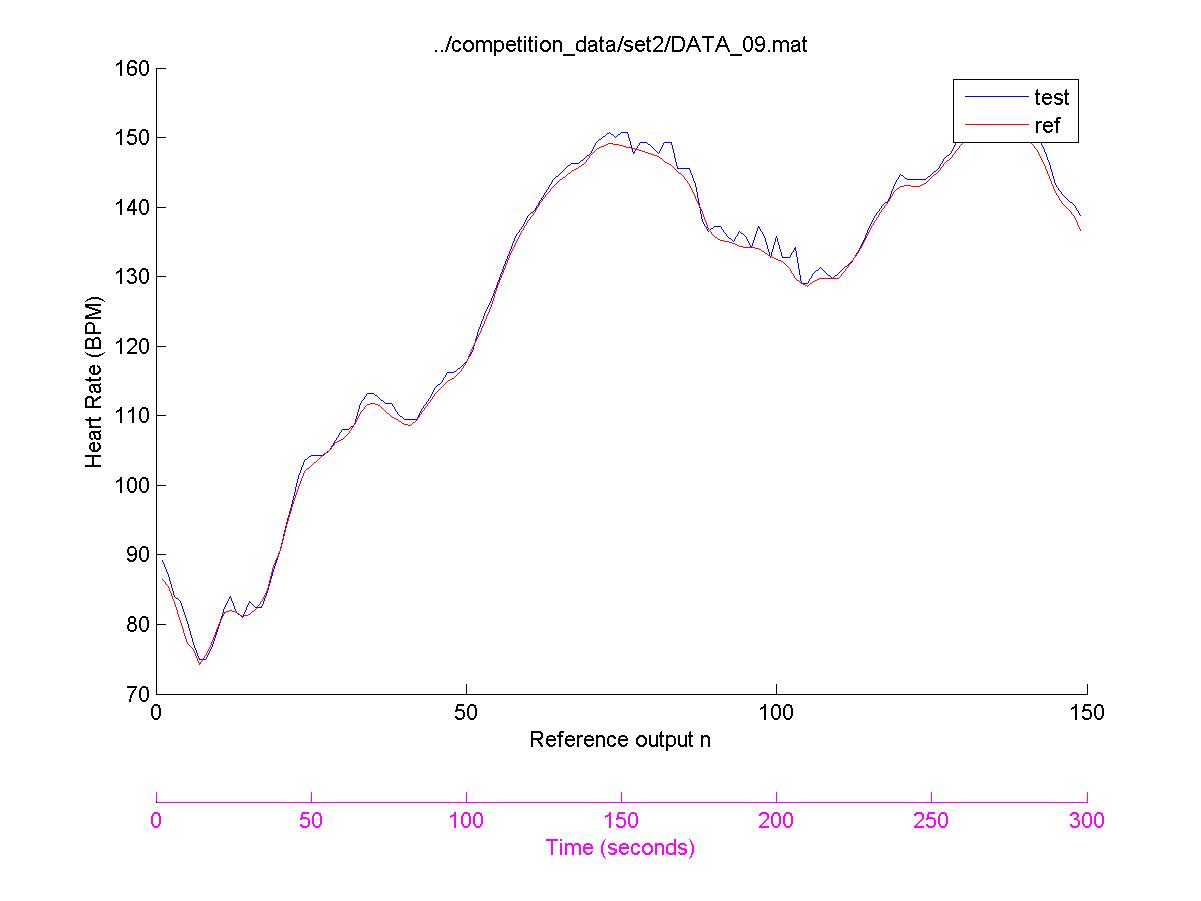 ../competition_data/set2/DATA_09.mat
160
150
140
130
120
110
100
90
80
70
Heart Rate (BPM)
test
ref
0 50 100 150
Reference output n
0 50 100 150 200 250 300
Time (seconds)